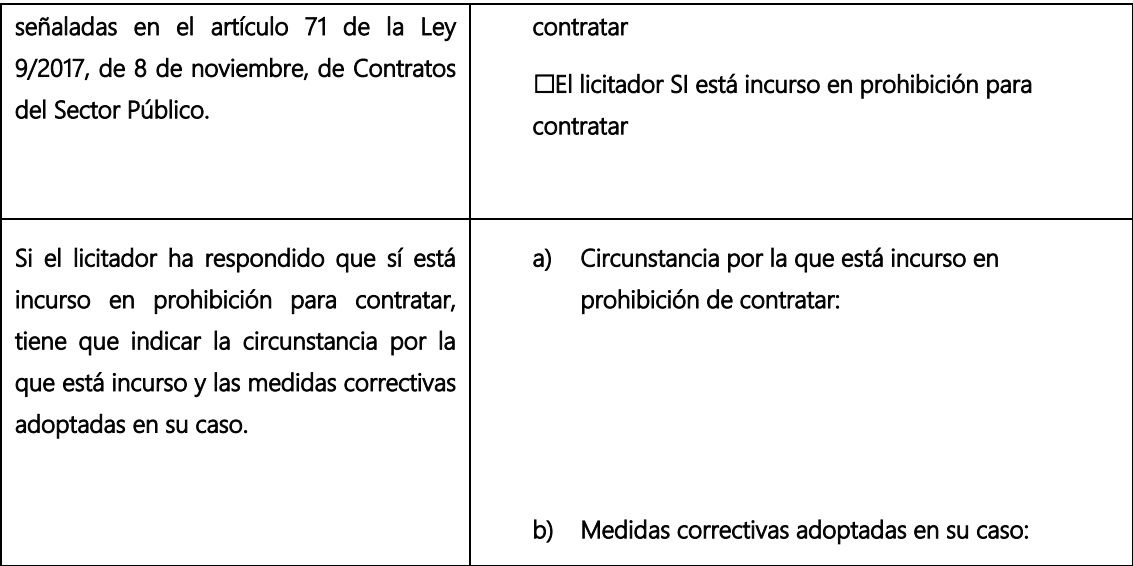 señaladas en el artículo 71 de la Ley
9/2017, de 8 de noviembre, de Contratos
del Sector Público.
contratar
☐El licitador SI está incurso en prohibición para
contratar
Si el licitador ha respondido que sí está
incurso en prohibición para contratar,
tiene que indicar la circunstancia por la
que está incurso y las medidas correctivas
adoptadas en su caso.
a) Circunstancia por la que está incurso en
prohibición de contratar:
b) Medidas correctivas adoptadas en su caso: